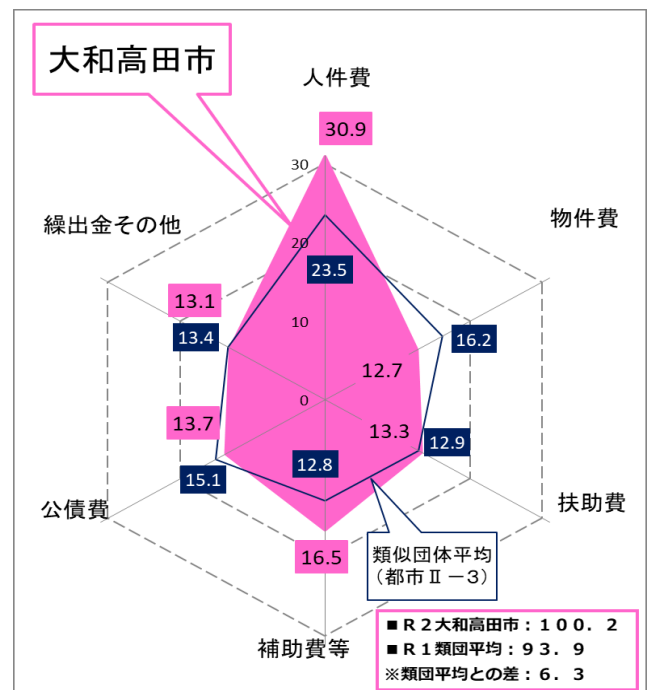 大和高田市
人件費
30.9
30
物件費
繰出金その他
20
23.5
13.1
13.4
10
16.2
12.7
0
13.7
13.3
12.9
12.8
15.1
公債費
扶助費
16.5
類似団体平均
（都市Ⅱ－3）
補助費等
■Ｒ２大和高田市：１００．２
■Ｒ１類団平均：９３．９
※類団平均との差：６．３